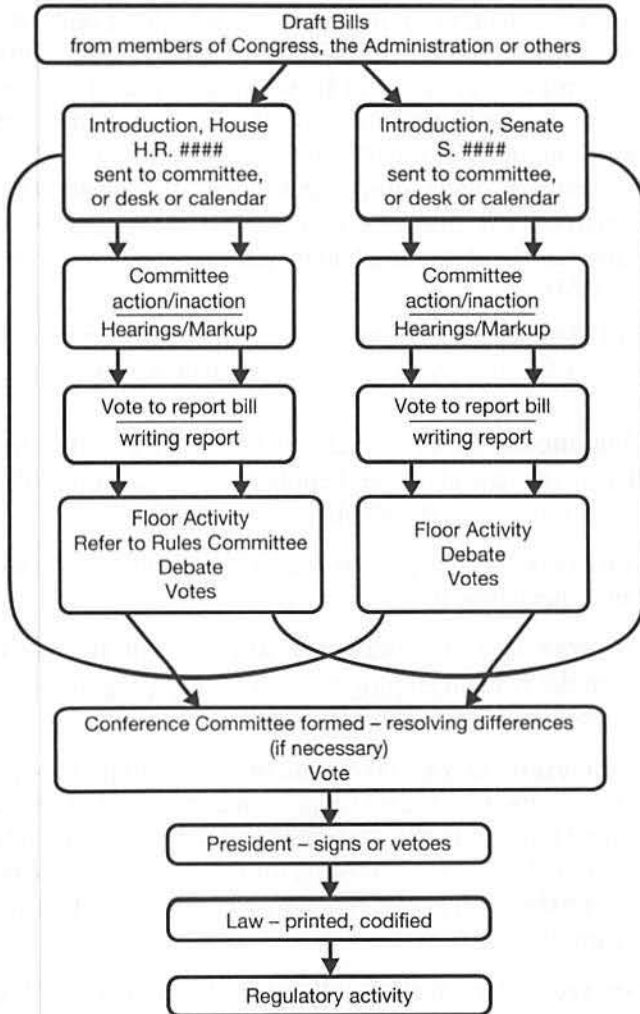 Draft Bills
from members of Congress, the Administration or others
Introduction, House
H.R. ####
sent to committee,
or desk or calendar
Introduction, Senate
S. ####
sent to committee,
or desk or calendar
Committee
action/inaction
Hearings/Markup
Committee
action/inaction
Hearings/Markup
Vote to report bill
writing report
Vote to report bill
writing report
Floor Activity
Refer to Rules Committee
Debate
Votes
Floor Activity
Debate
Votes
Conference Committee formed – resolving differences
(if necessary)
Vote
President – signs or vetoes
Law – printed, codified
Regulatory activity